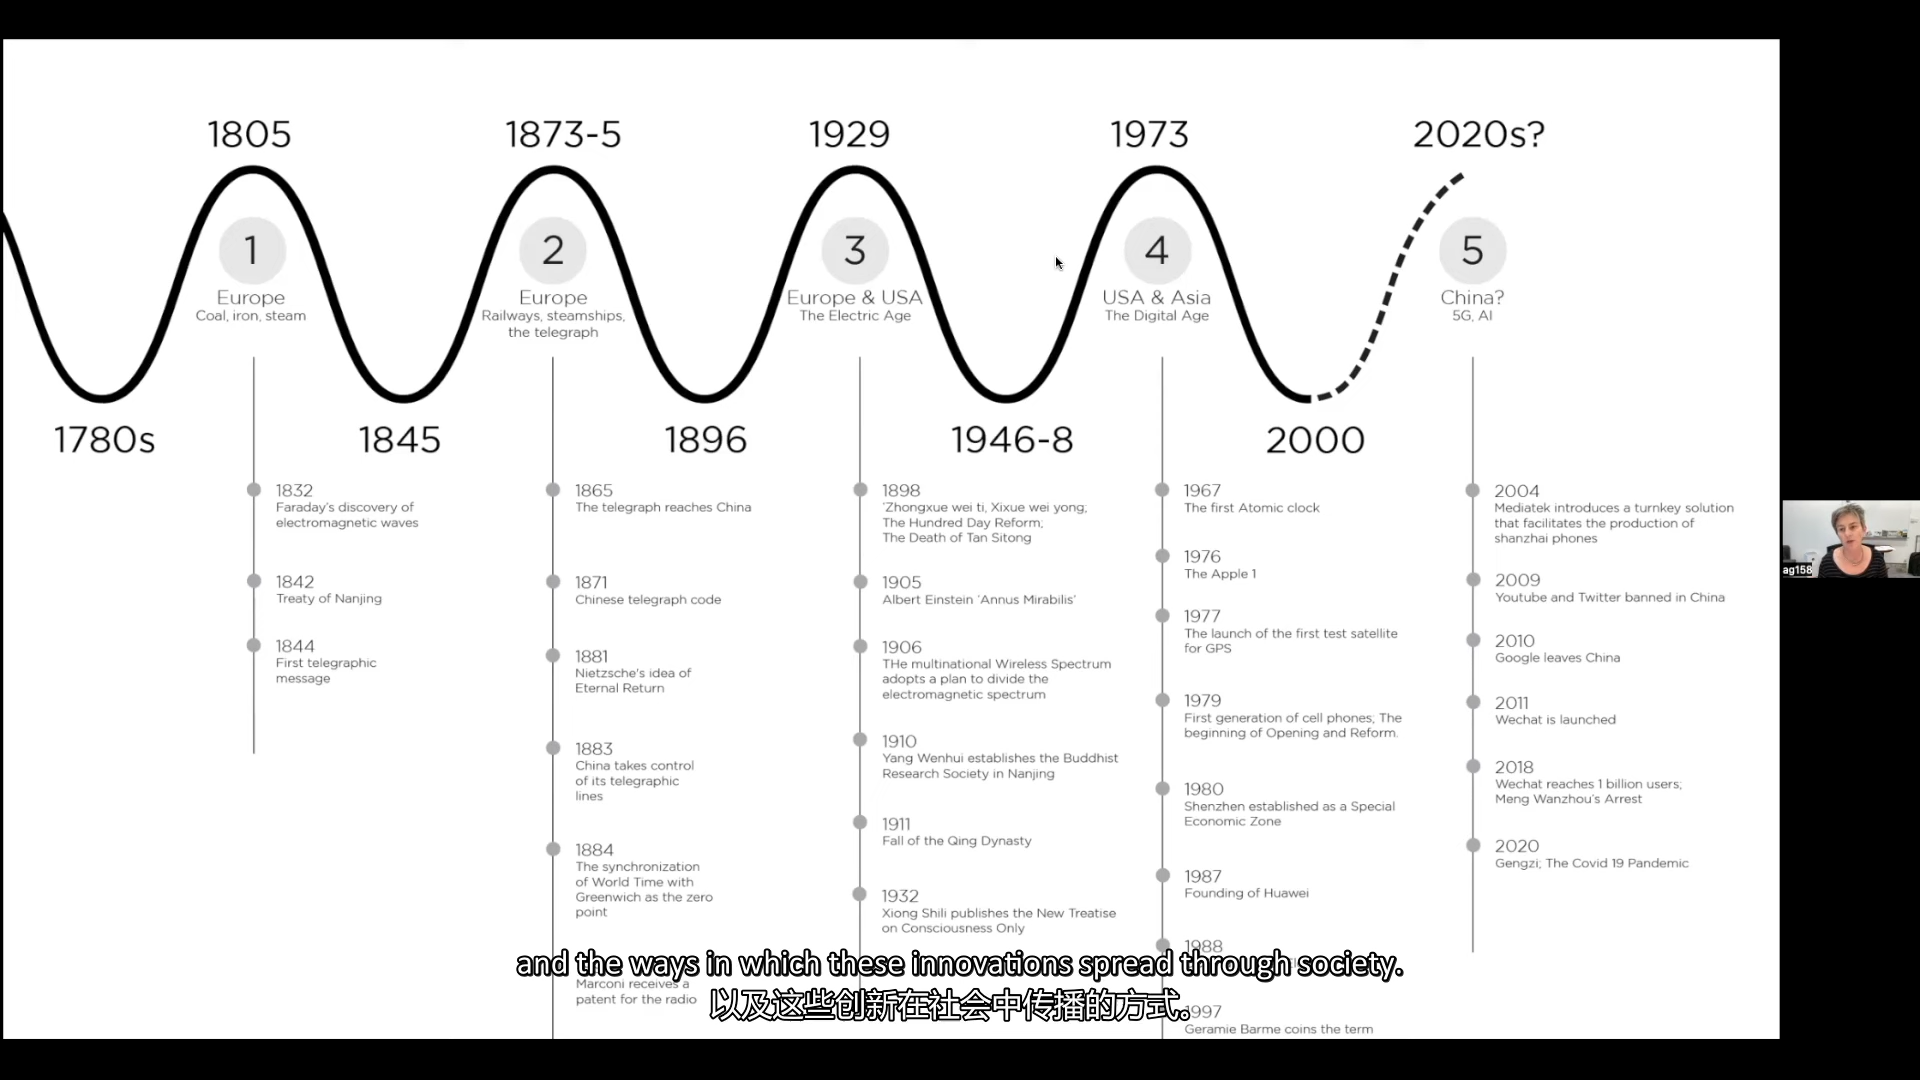 1805
1873-5
1929
1973
2020s?
1
2
3
4
5
Europe
Coal, iron, steam
Europe
Railways, steamships,
the telegraph
Europe & USA
The Electric Age
USA & Asia
The Digital Age
China?
5G, AI
1780s
1845
1896
1946-8
2000
1832
Faraday's discovery of
electromagnetic waves
1842
Treaty of Nanjing
1844
First telegraphic
message
1865
The telegraph reaches China
1871
Chinese telegraph code
1881
Nietzsche's idea of
Eternal Return
1883
China takes control
of its telegraphic
lines
1884
The synchronization
of World Time with
Greenwich as the zero
point
Marconi receives a
patent for the radio
1898
'Zhongxue wei ti, Xixue wei yong;
The Hundred Day Reform;
The Death of Tan Sitong
1905
Albert Einstein 'Annus Mirabilis'
1906
THe multinational Wireless Spectrum
adopts a plan to divide the
electromagnetic spectrum
1910
Yang Wenhui establishes the Buddhist
Research Society in Nanjing
1911
Fall of the Qing Dynasty
1932
Xiong Shili publishes the New Treatise
on Consciousness Only
1967
The first Atomic clock
1976
The Apple 1
1977
The launch of the first test satellite
for GPS
1979
First generation of cell phones; The
beginning of Opening and Reform.
1980
Shenzhen established as a Special
Economic Zone
1987
Founding of Huawei
1988
1997
Geramie Barme coins the term
2004
Mediatek introduces a turnkey solution
that facilitates the production of
shanzhai phones
2009
Youtube and Twitter banned in China
2010
Google leaves China
2011
Wechat is launched
2018
Wechat reaches 1 billion users;
Meng Wanzhou's Arrest
2020
Gengzi; The Covid 19 Pandemic
ag158
and the ways in which these innovations spread through society.
以及这些创新在社会中传播的方式。